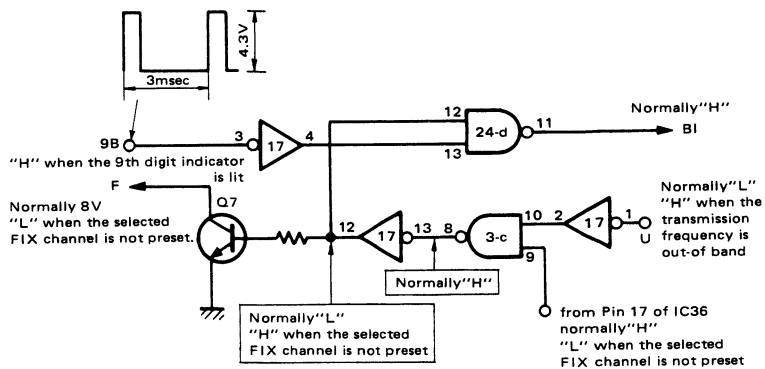 4.3V
3msec
9B
3
17
4
12
13
24-d
11
Normally"H"
BI
"H" when the 9th digit indicator
is lit
F
Normally 8V
"L" when the selected
FIX channel is not preset.
Q7
12
17
13
8
3-c
10
9
2
17
1
U
Normally"L"
"H" when the
transmission
frequency is
out-of band
Normally"H"
Normally"L"
"H" when the selected
FIX channel is not preset
from Pin 17 of IC36
normally"H"
"L" when the selected
FIX channel is not preset